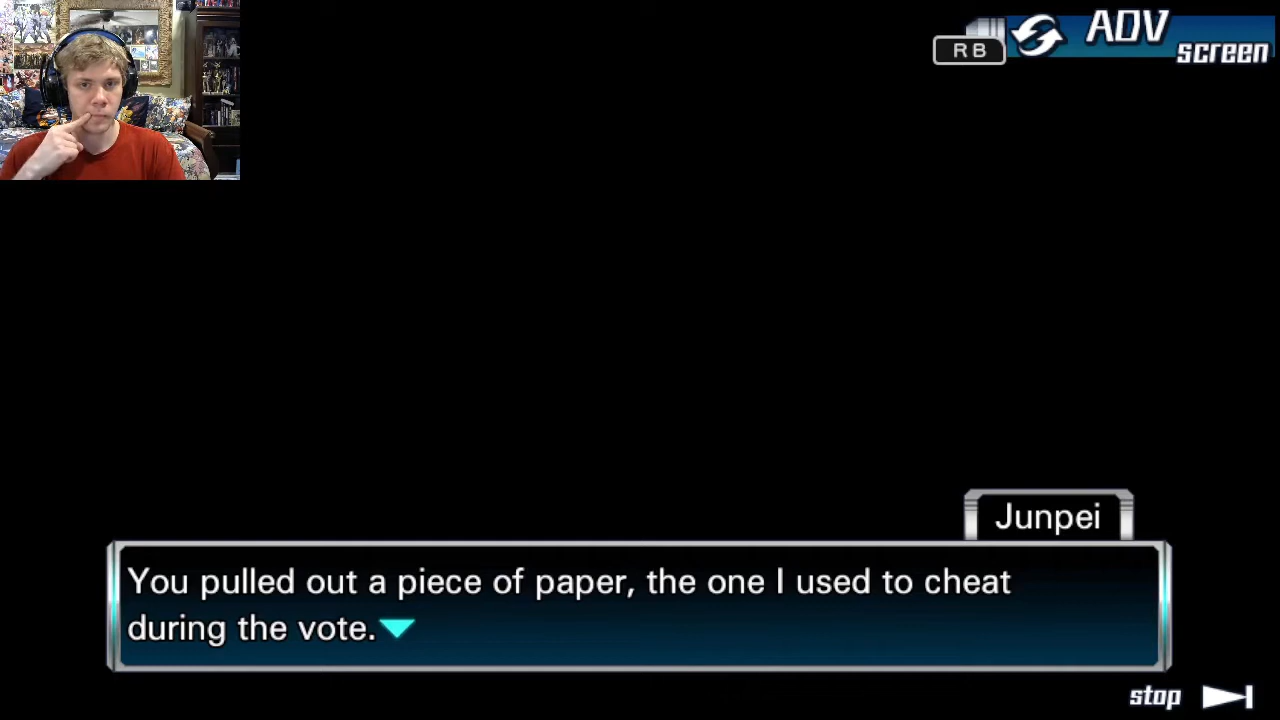 RB
ADV
screen
Junpei
You pulled out a piece of paper, the one I used to cheat
during the vote.
stop